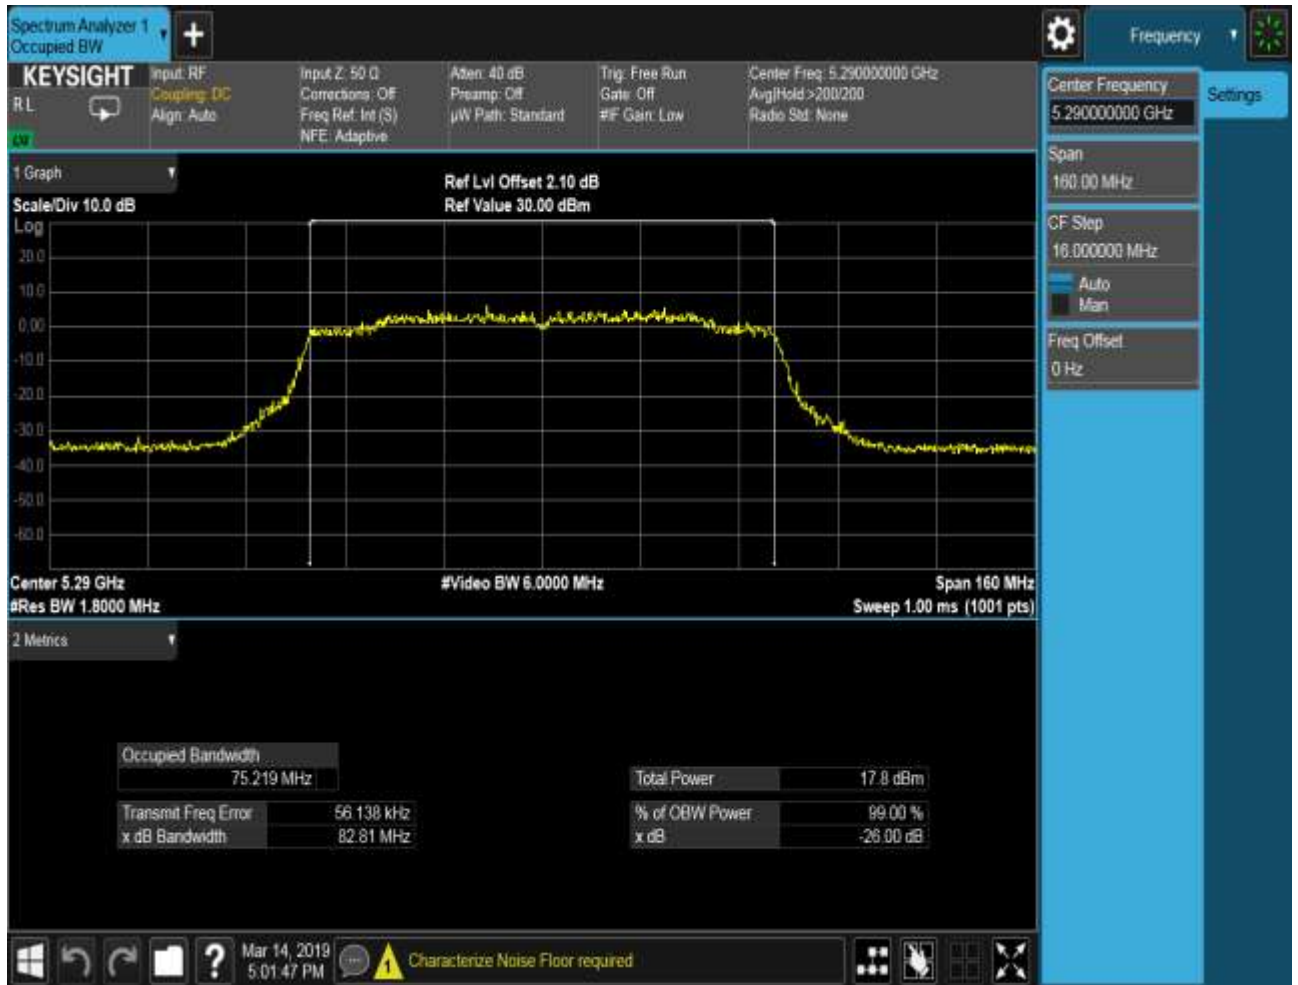 Spectrum Analyzer 1
Occupied BW
Frequency
KEYSIGHT
R L
Input: RF
Coupling: DC
Align: Auto
Input Z: 50 Ω
Corrections: Off
Freq Ref: Int (S)
NFE: Adaptive
Atten: 40 dB
Preamp: Off
µW Path: Standard
Trig: Free Run
Gate: Off
#IF Gain: Low
Center Freq: 5.290000000 GHz
Avg|Hold:>200/200
Radio Std: None
Center Frequency
5.290000000 GHz
Settings
Span
160.00 MHz
CF Step
16.000000 MHz
Auto
Man
Freq Offset
0 Hz
1 Graph
Scale/Div 10.0 dB
Ref Lvl Offset 2.10 dB
Ref Value 30.00 dBm
Log
20.0
10.0
0.00
-10.0
-20.0
-30.0
-40.0
-50.0
-60.0
Center 5.29 GHz
#Video BW 6.0000 MHz
Span 160 MHz
#Res BW 1.8000 MHz
Sweep 1.00 ms (1001 pts)
2 Metrics
Occupied Bandwidth
75.219 MHz
Total Power 17.8 dBm
Transmit Freq Error 56.138 kHz
% of OBW Power 99.00 %
x dB Bandwidth 82.81 MHz
x dB -26.00 dB
?
Mar 14, 2019
5:01:47 PM
1
Characterize Noise Floor required